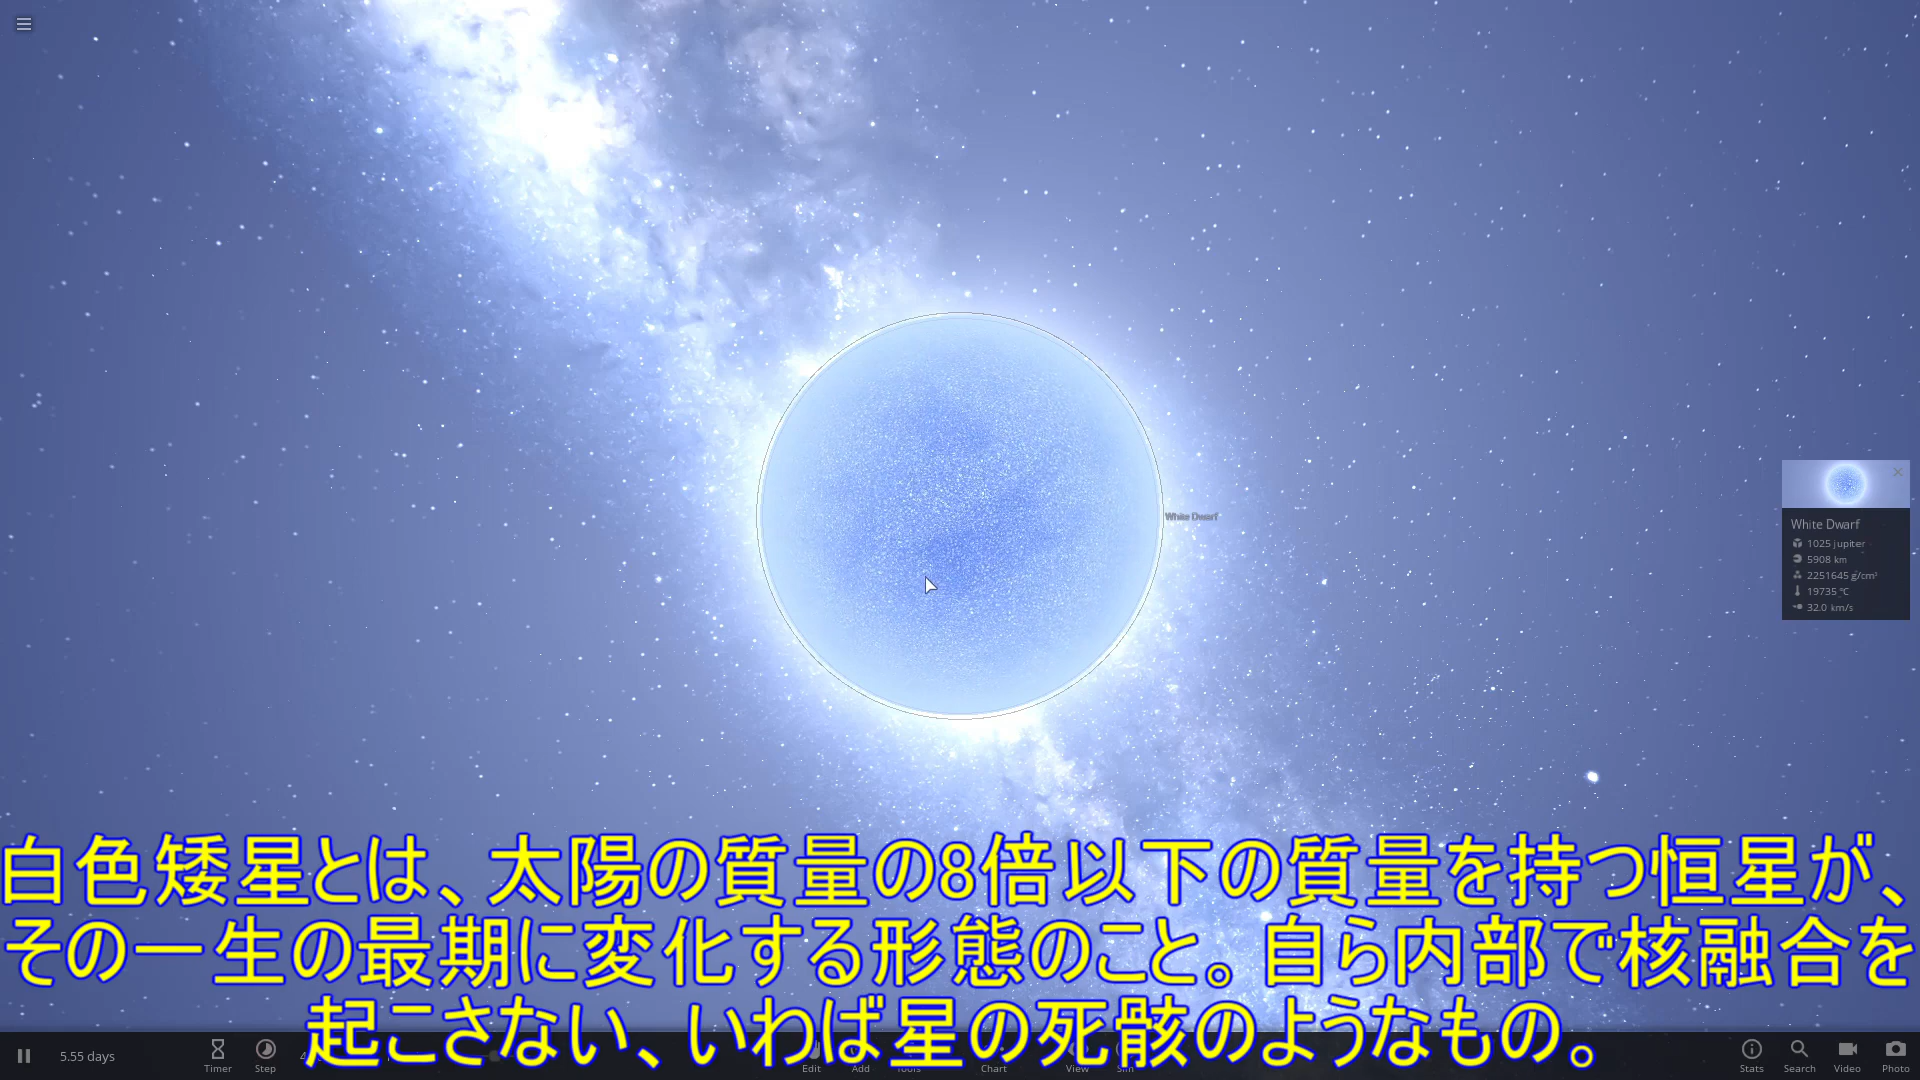 White Dwarf
White Dwarf
1025 jupiter
5908 km
2251645 g/cm³
19735 °C
32.0 km/s
白色矮星とは、太陽の質量の8倍以下の質量を持つ恒星が、
その一生の最期に変化する形態のこと。自ら内部で核融合を
起こさない、いわば星の死骸のようなもの。
5.55 days
Timer
Step
Edit
Add
Tools
Chart
View
Sim
Stats
Search
Video
Photo